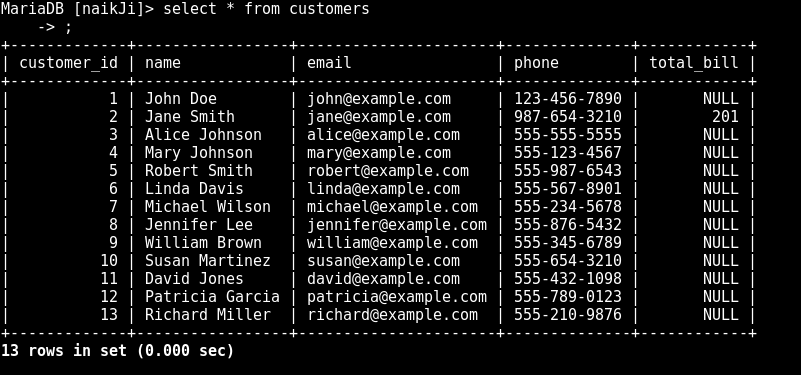 MariaDB [naikJi]> select * from customers
    -> ;
+-------------+-----------------+----------------------+--------------+------------+
| customer_id | name            | email                | phone        | total_bill |
+-------------+-----------------+----------------------+--------------+------------+
|           1 | John Doe        | john@example.com     | 123-456-7890 |       NULL |
|           2 | Jane Smith      | jane@example.com     | 987-654-3210 |        201 |
|           3 | Alice Johnson   | alice@example.com    | 555-555-5555 |       NULL |
|           4 | Mary Johnson    | mary@example.com     | 555-123-4567 |       NULL |
|           5 | Robert Smith    | robert@example.com   | 555-987-6543 |       NULL |
|           6 | Linda Davis     | linda@example.com    | 555-567-8901 |       NULL |
|           7 | Michael Wilson  | michael@example.com  | 555-234-5678 |       NULL |
|           8 | Jennifer Lee    | jennifer@example.com | 555-876-5432 |       NULL |
|           9 | William Brown   | william@example.com  | 555-345-6789 |       NULL |
|          10 | Susan Martinez  | susan@example.com    | 555-654-3210 |       NULL |
|          11 | David Jones     | david@example.com    | 555-432-1098 |       NULL |
|          12 | Patricia Garcia | patricia@example.com | 555-789-0123 |       NULL |
|          13 | Richard Miller  | richard@example.com  | 555-210-9876 |       NULL |
+-------------+-----------------+----------------------+--------------+------------+
13 rows in set (0.000 sec)